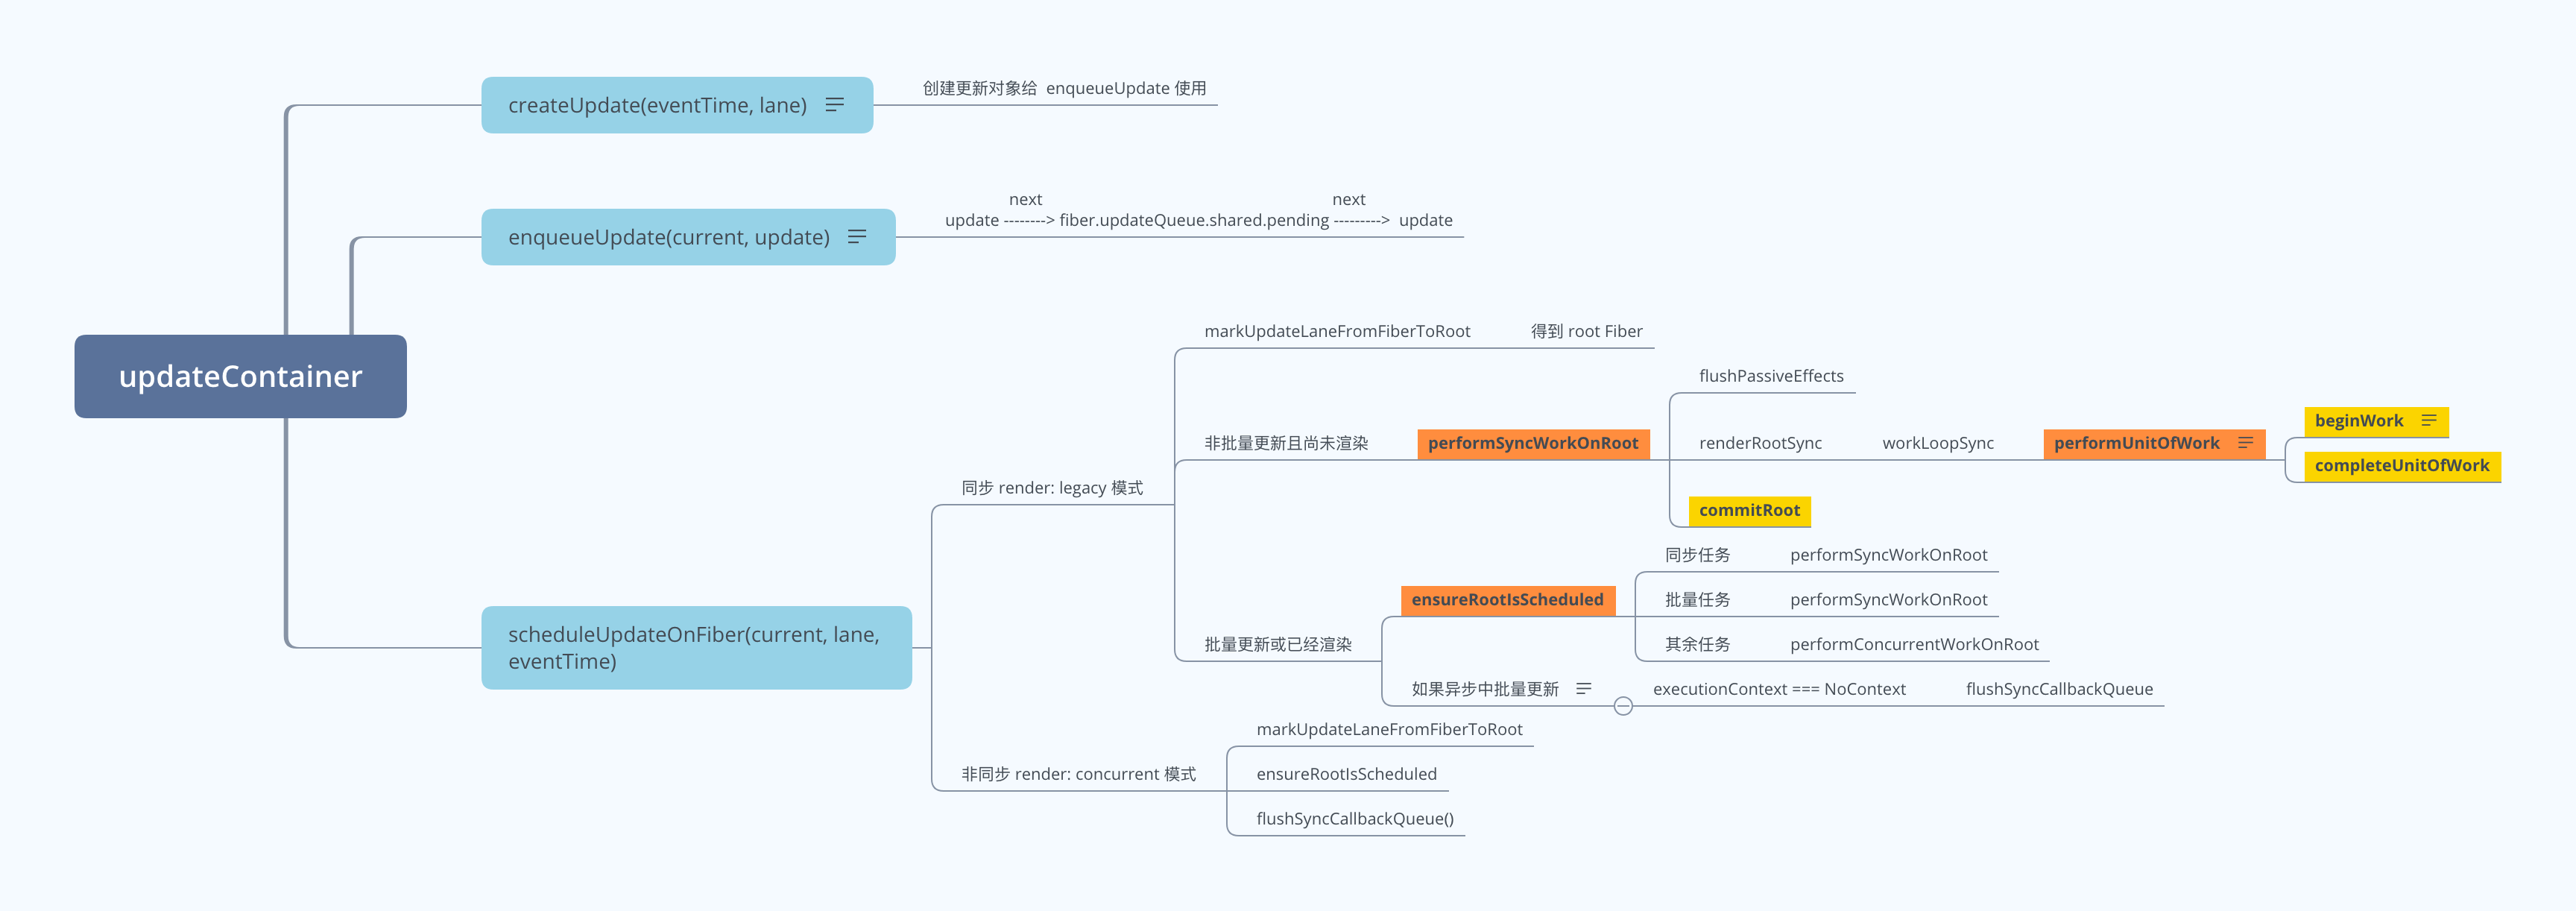 updateContainer
createUpdate(eventTime, lane)
创建更新对象给 enqueueUpdate 使用
enqueueUpdate(current, update)
next next
update --------> fiber.updateQueue.shared.pending ---------> update
scheduleUpdateOnFiber(current, lane,
eventTime)
同步 render: legacy 模式
markUpdateLaneFromFiberToRoot
得到 root Fiber
非批量更新且尚未渲染
performSyncWorkOnRoot
flushPassiveEffects
renderRootSync
workLoopSync
performUnitOfWork
beginWork
completeUnitOfWork
commitRoot
批量更新或已经渲染
ensureRootIsScheduled
同步任务
performSyncWorkOnRoot
批量任务
performSyncWorkOnRoot
其余任务
performConcurrentWorkOnRoot
如果异步中批量更新
executionContext === NoContext
flushSyncCallbackQueue
非同步 render: concurrent 模式
markUpdateLaneFromFiberToRoot
ensureRootIsScheduled
flushSyncCallbackQueue()